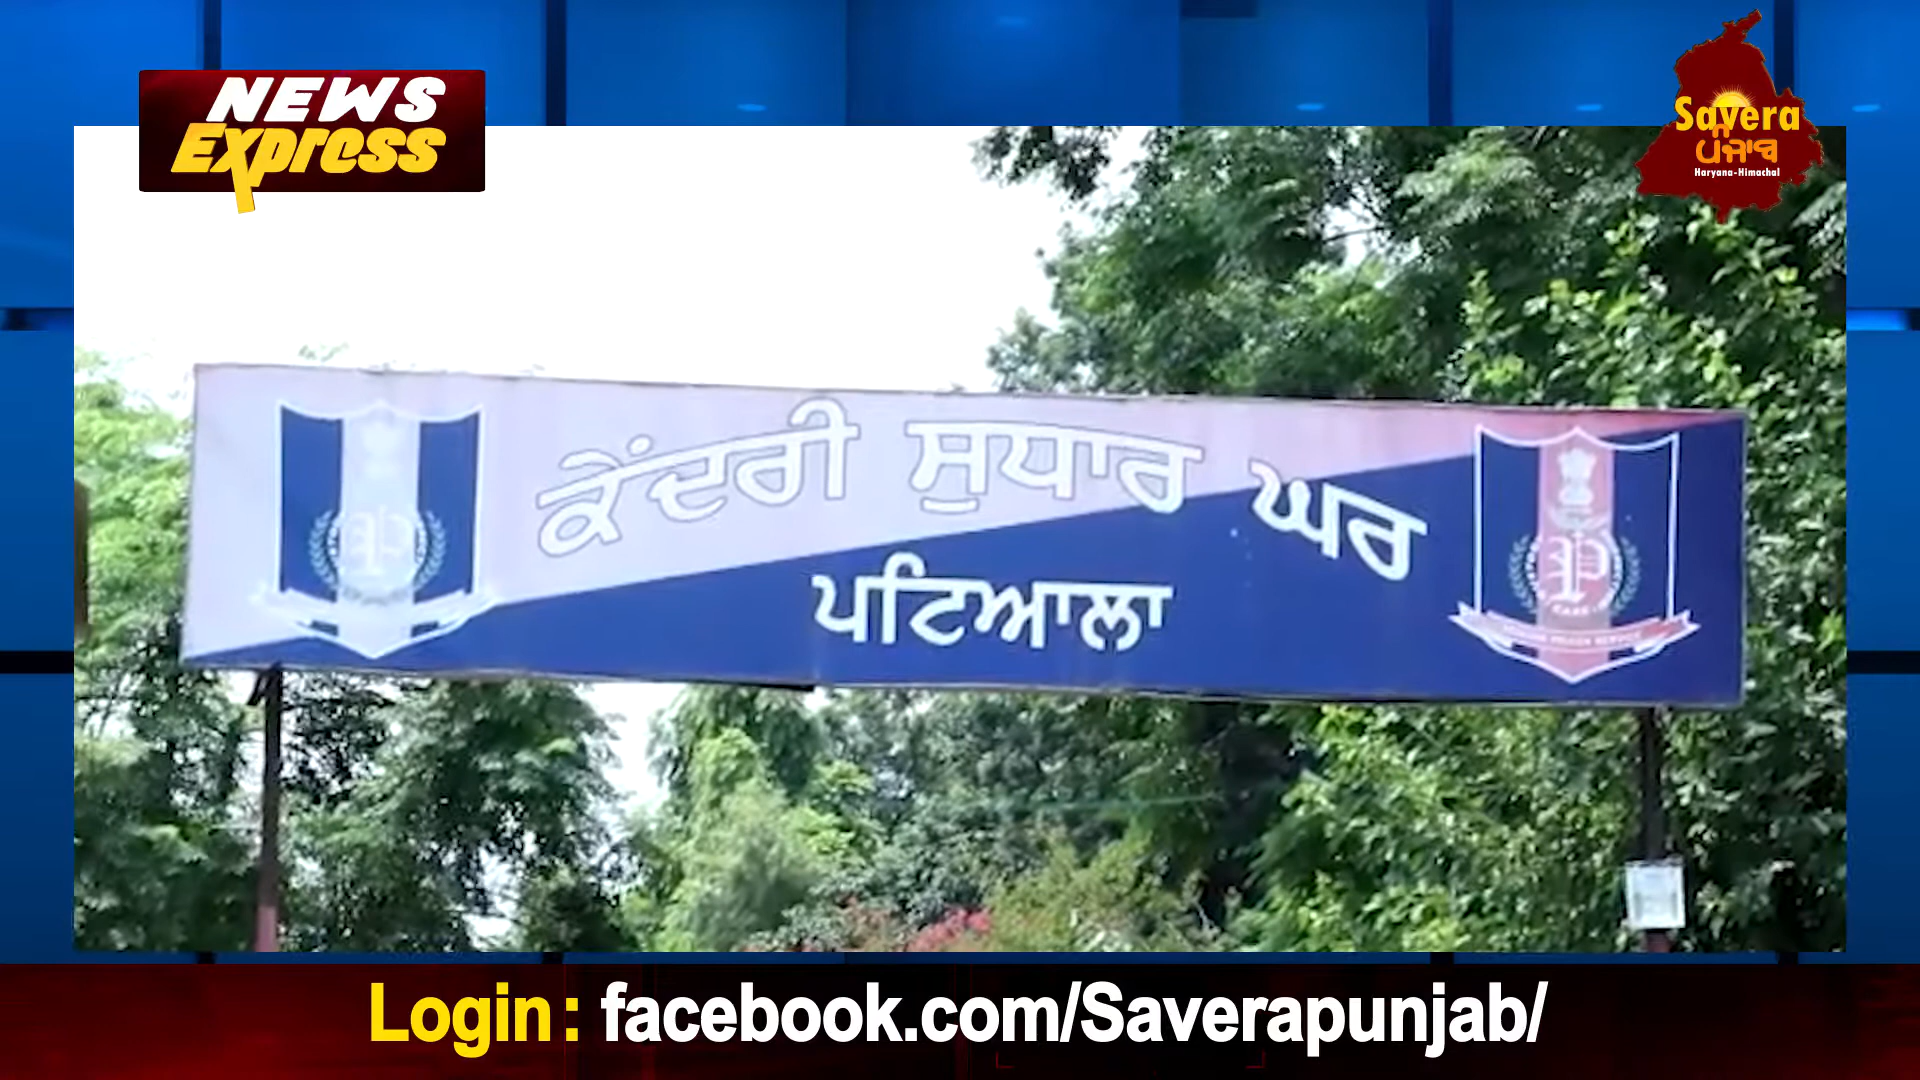 NEWS
Express
Savera
ਪੰਜਾਬ
Haryana-Himachal
ਕੇਂਦਰੀ ਸੁਧਾਰ ਘਰ
ਪਟਿਆਲਾ
Login : facebook.com/Saverapunjab/